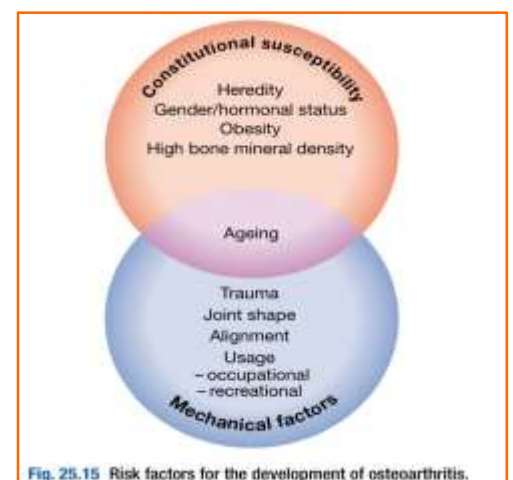 Constitutional susceptibility
Heredity
Gender/hormonal status
Obesity
High bone mineral density
Ageing
Trauma
Joint shape
Alignment
Usage
– occupational
– recreational
Mechanical factors
Fig. 25.15 Risk factors for the development of osteoarthritis.